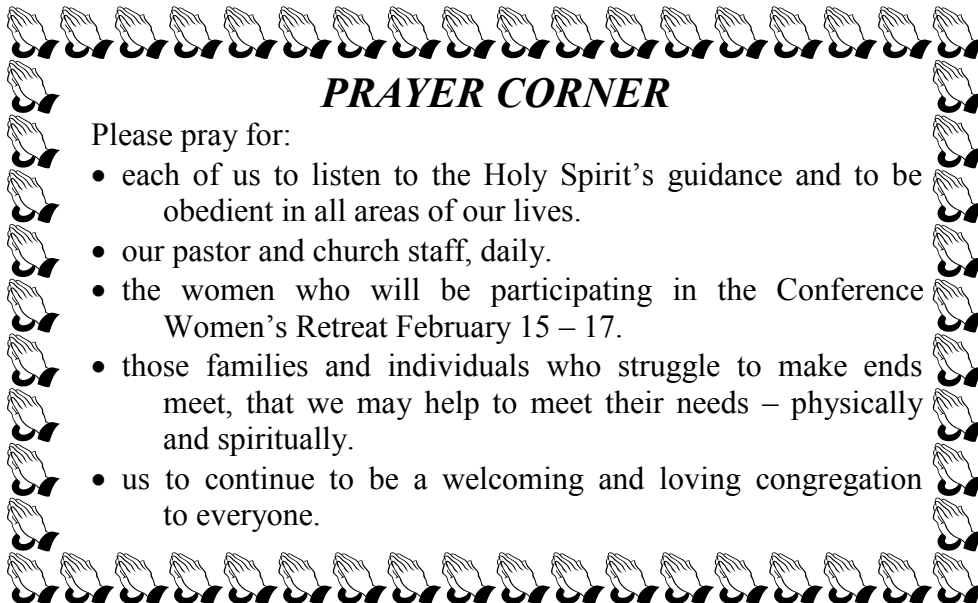 PRAYER CORNER
Please pray for:
• each of us to listen to the Holy Spirit’s guidance and to be
obedient in all areas of our lives.
• our pastor and church staff, daily.
• the women who will be participating in the Conference
Women’s Retreat February 15 – 17.
• those families and individuals who struggle to make ends
meet, that we may help to meet their needs – physically
and spiritually.
• us to continue to be a welcoming and loving congregation
to everyone.